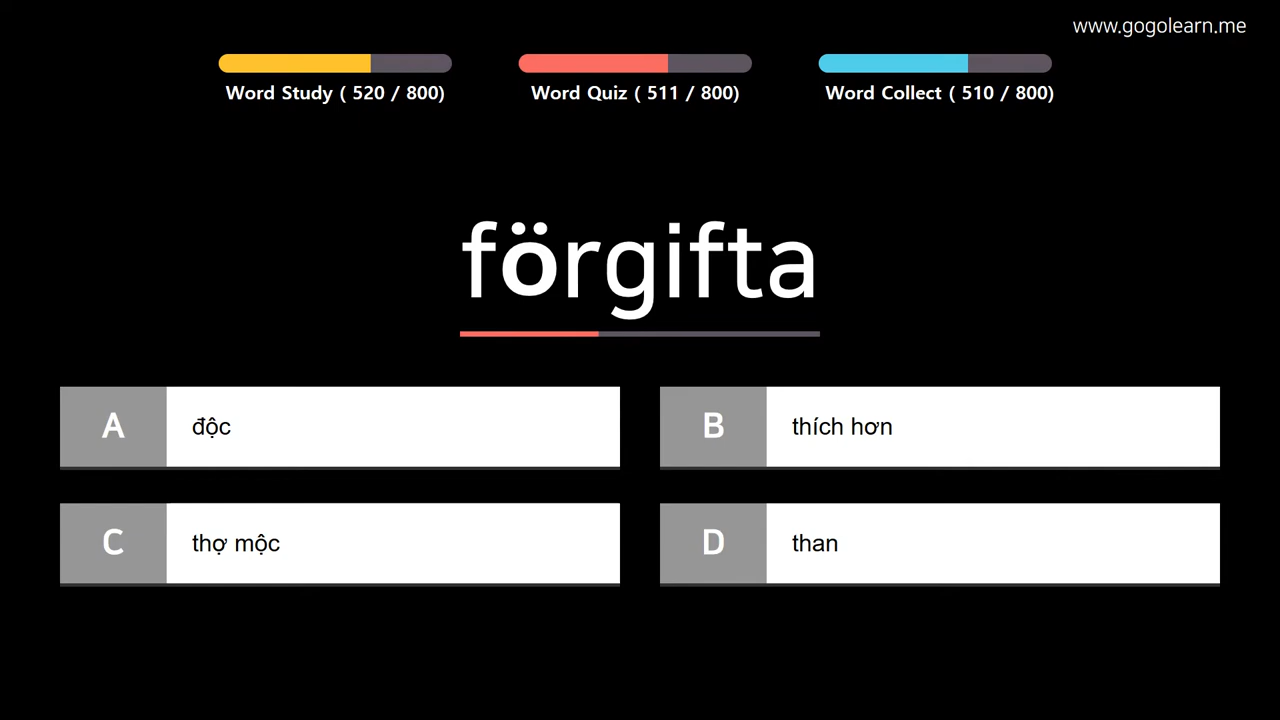 www.gogolearn.me
Word Study ( 520 / 800)
Word Quiz ( 511 / 800)
Word Collect ( 510 / 800)
förgifta
A
độc
B
thích hơn
C
thợ mộc
D
than